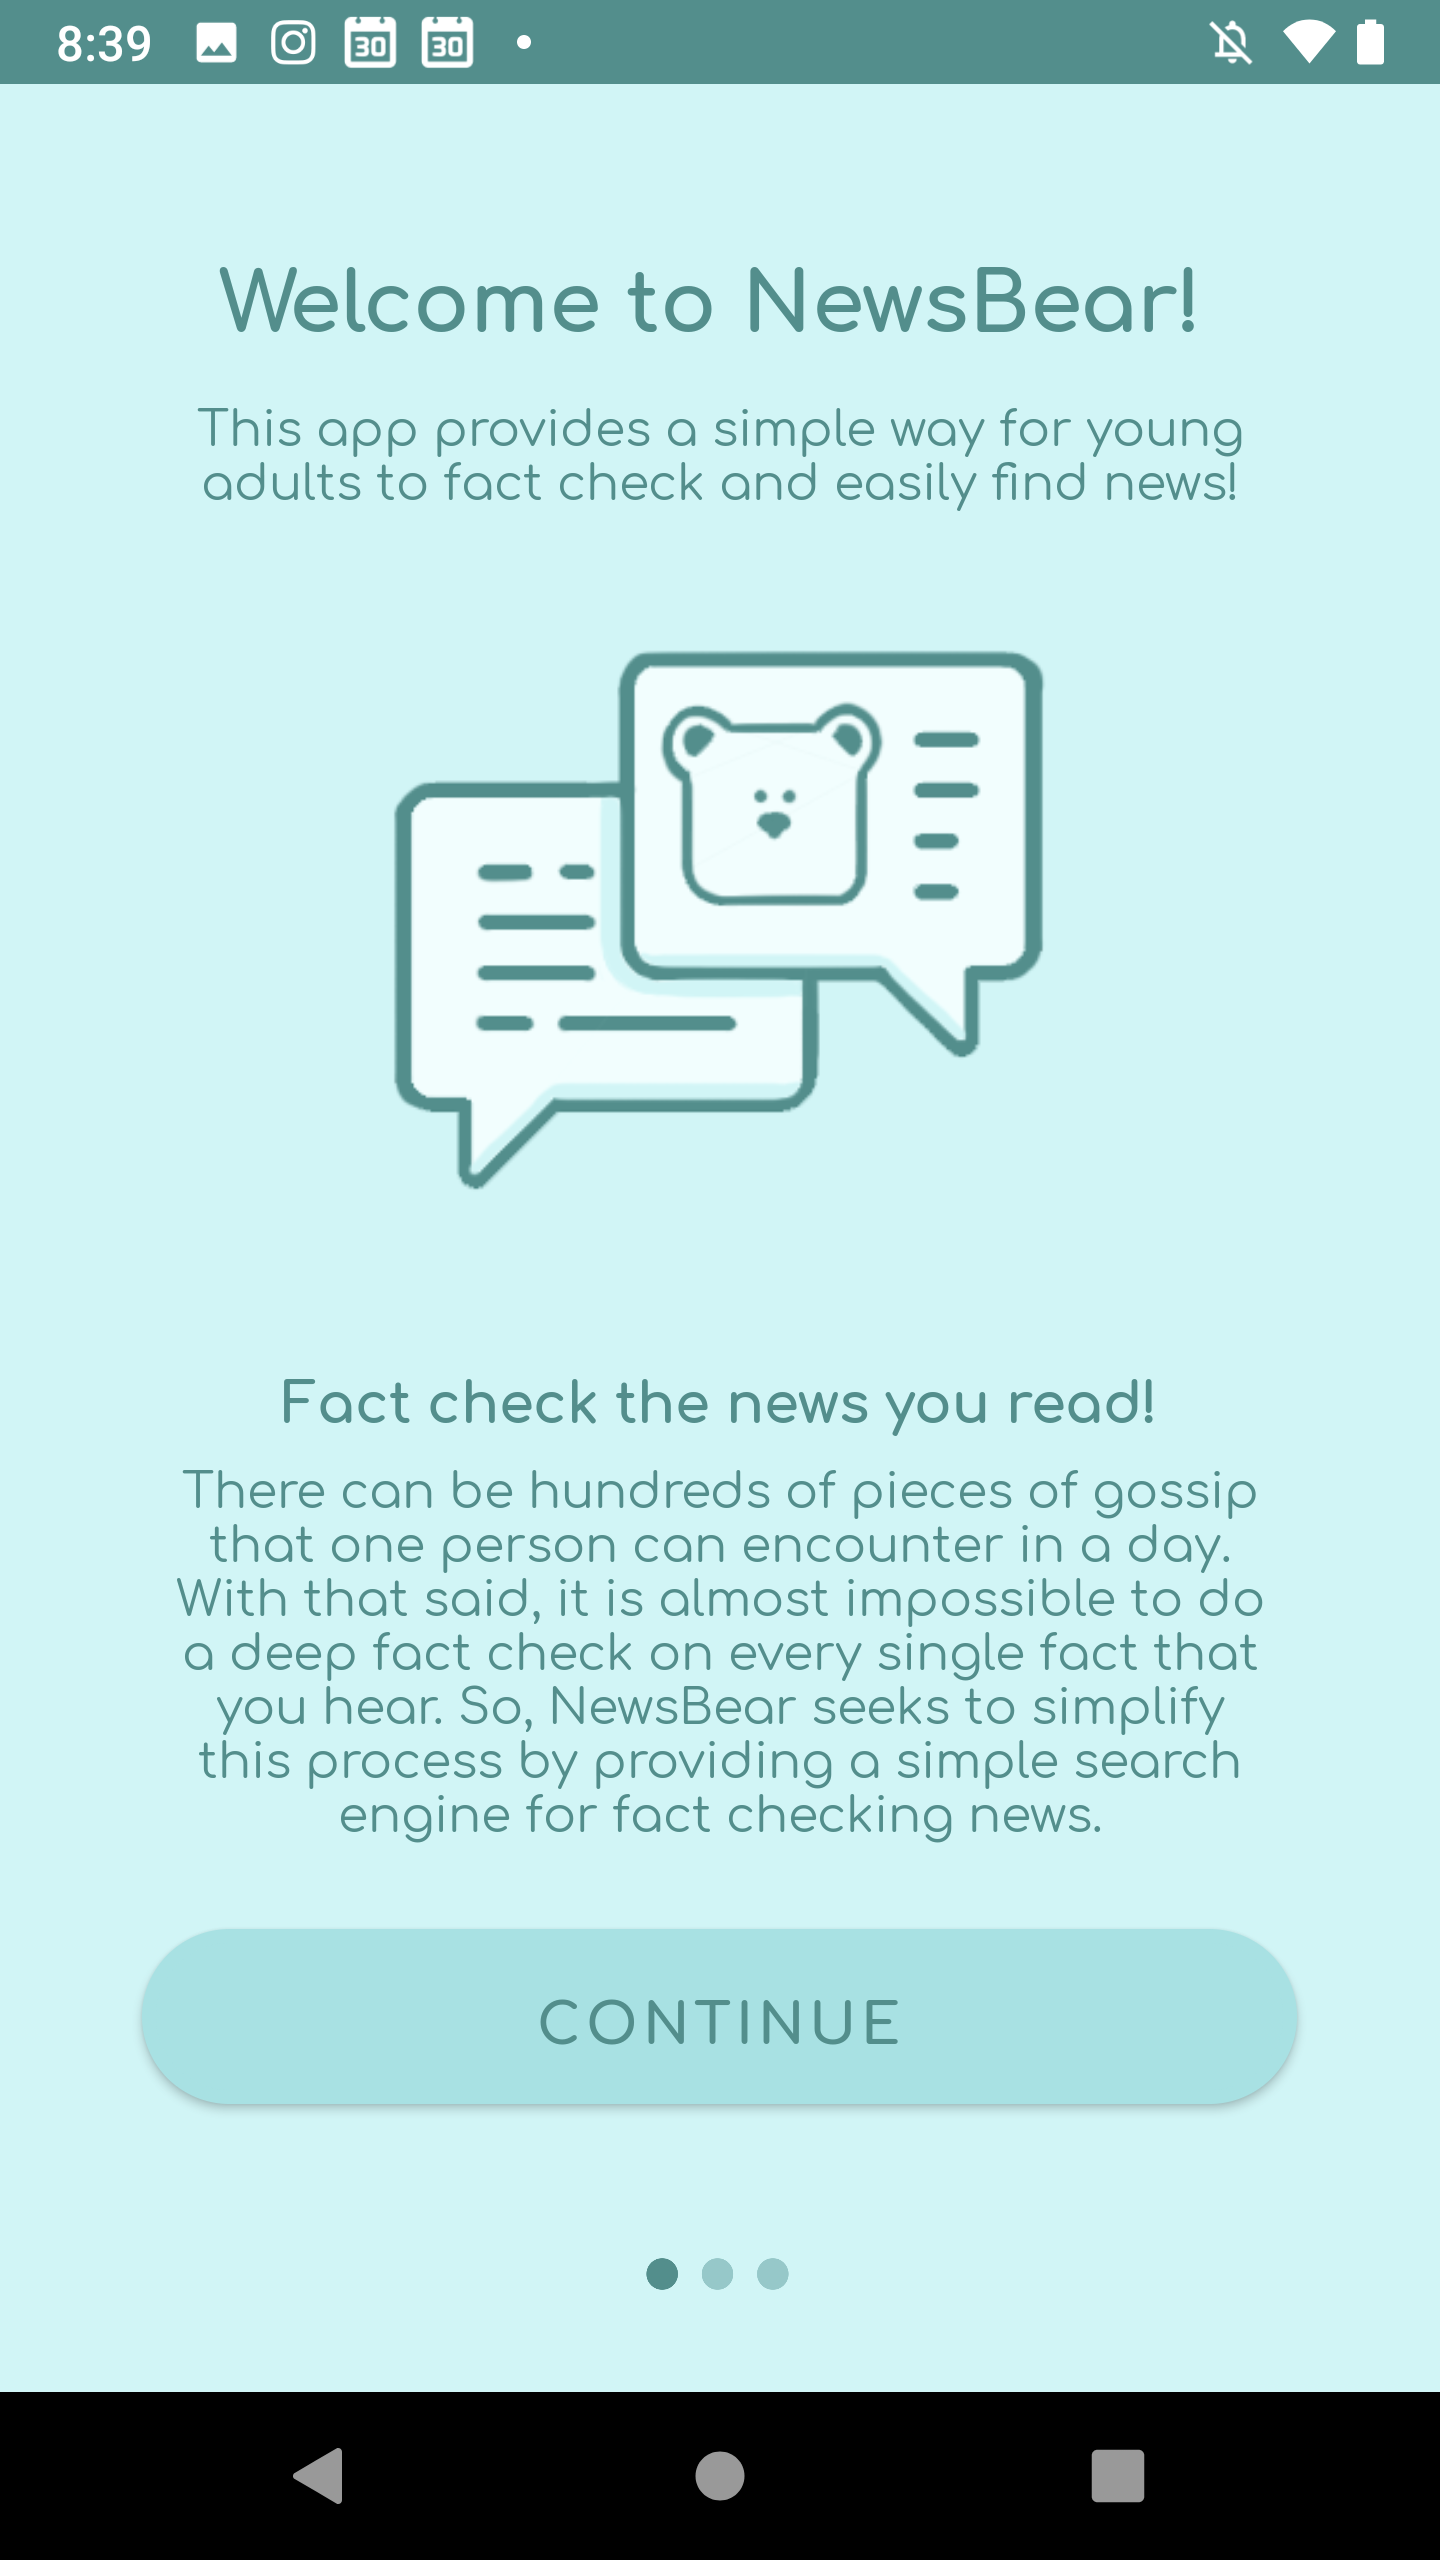 8:39
30
30
Welcome to NewsBear!
This app provides a simple way for young
adults to fact check and easily find news!
Fact check the news you read!
There can be hundreds of pieces of gossip
that one person can encounter in a day.
With that said, it is almost impossible to do
a deep fact check on every single fact that
you hear. So, NewsBear seeks to simplify
this process by providing a simple search
engine for fact checking news.
CONTINUE